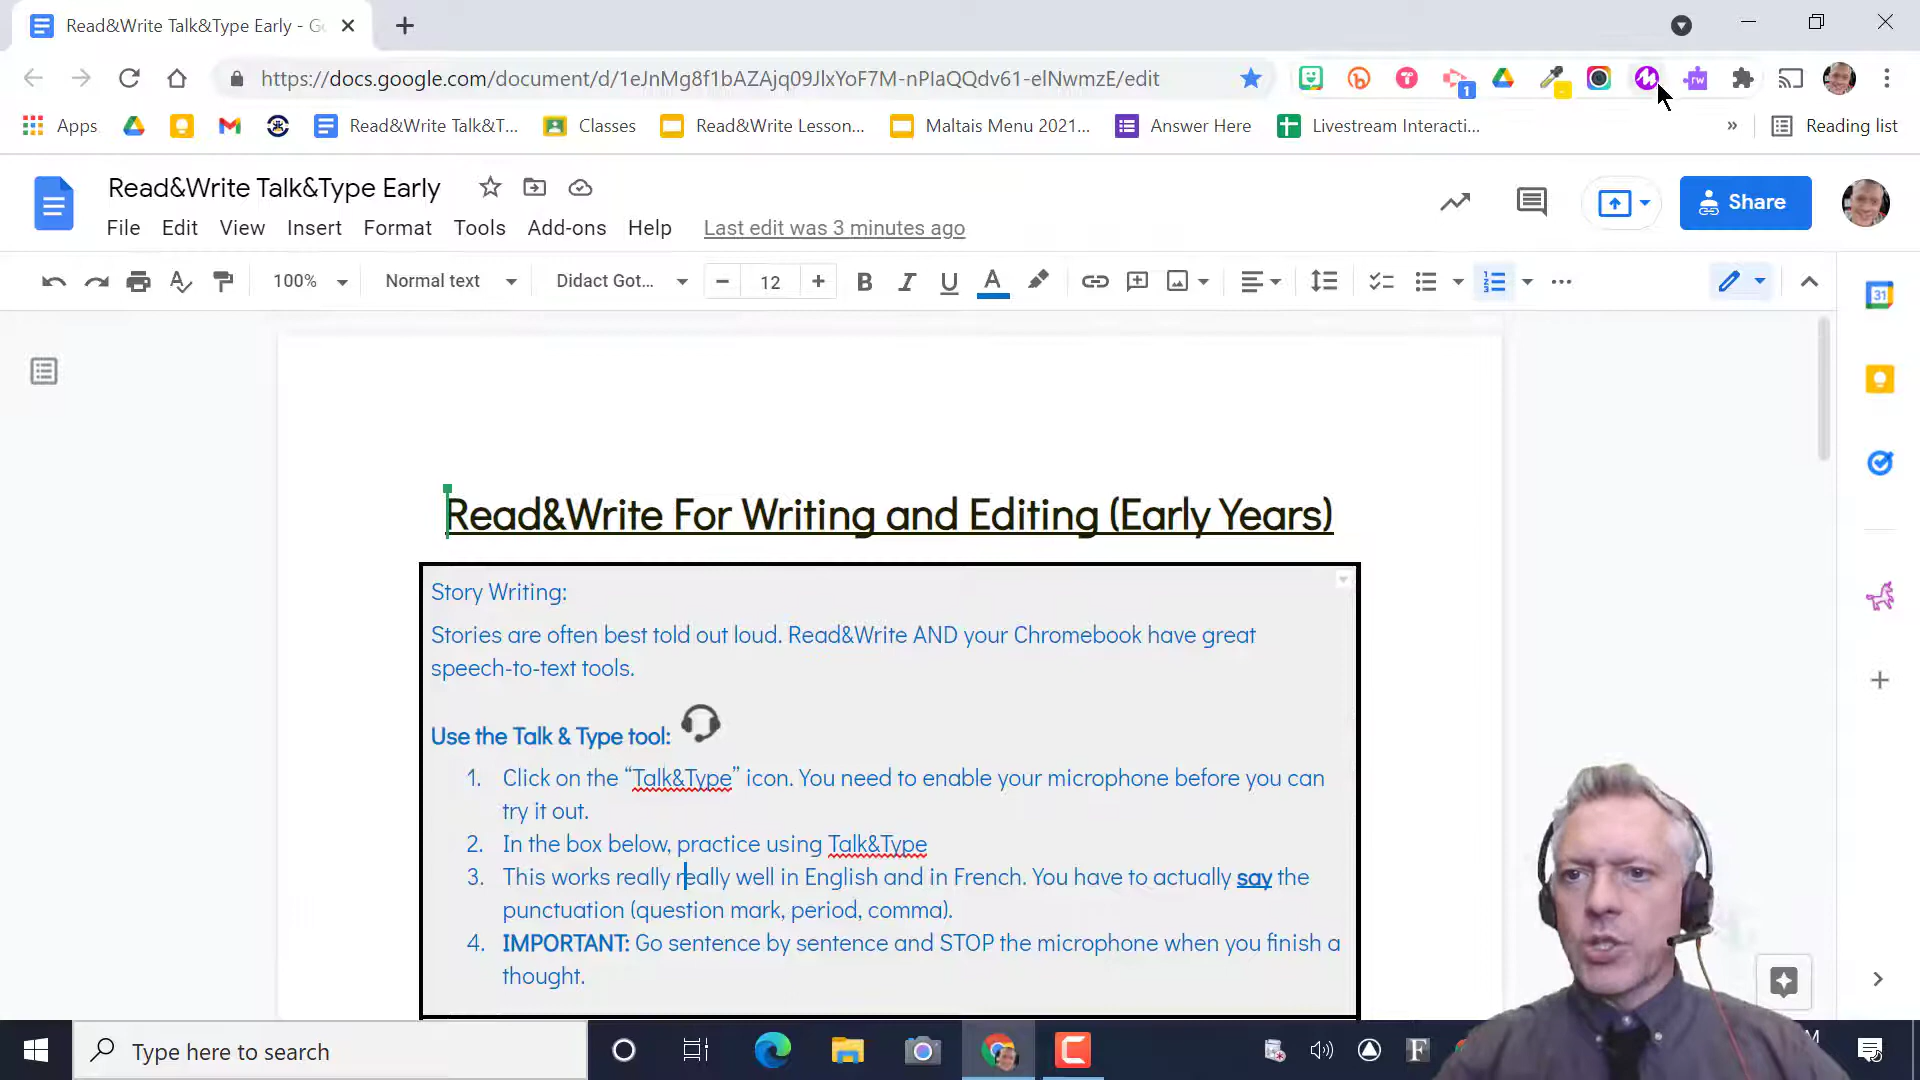 Read&Write Talk&Type Early - Go
https://docs.google.com/document/d/1eJnMg8f1bAZAjq09JlxYoF7M-nPIaQQdv61-elNwmzE/edit
1
rw
Apps
Read&Write Talk&T...
Classes
Read&Write Lesson...
Maltais Menu 2021...
Answer Here
Livestream Interacti...
»
Reading list
Read&Write Talk&Type Early
Share
File Edit View Insert Format Tools Add-ons Help Last edit was 3 minutes ago
100% Normal text Didact Got... − 12 + B I U A
31
Read&Write For Writing and Editing (Early Years)
Story Writing:
Stories are often best told out loud. Read&Write AND your Chromebook have great
speech-to-text tools.
Use the Talk & Type tool:
1. Click on the “Talk&Type” icon. You need to enable your microphone before you can
try it out.
2. In the box below, practice using Talk&Type
3. This works really really well in English and in French. You have to actually say the
punctuation (question mark, period, comma).
4. IMPORTANT: Go sentence by sentence and STOP the microphone when you finish a
thought.
Type here to search
F
M